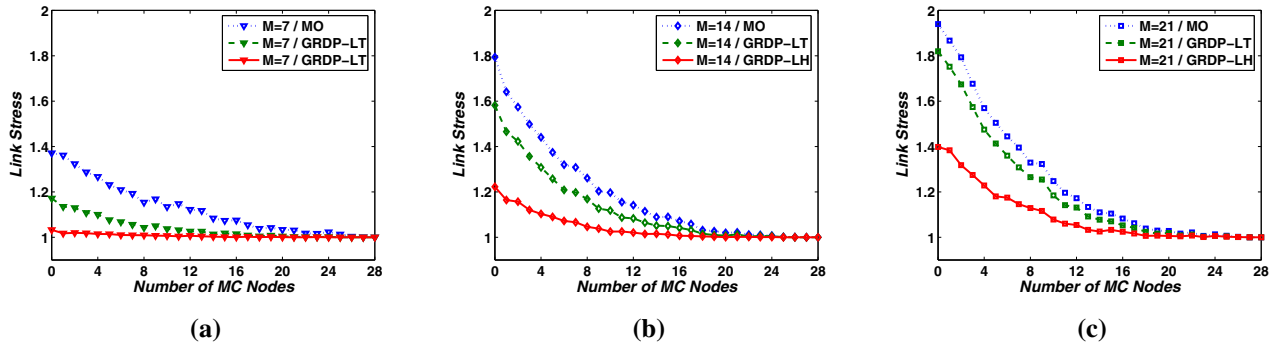 2
1.8
1.6
1.4
1.2
1
Link Stress
M=7 / MO
M=7 / GRDP-LT
M=7 / GRDP-LT
0 4 8 12 16 20 24 28
Number of MC Nodes
(a)
2
1.8
1.6
1.4
1.2
1
Link Stress
M=14 / MO
M=14 / GRDP-LT
M=14 / GRDP-LH
0 4 8 12 16 20 24 28
Number of MC Nodes
(b)
2
1.8
1.6
1.4
1.2
1
Link Stress
M=21 / MO
M=21 / GRDP-LT
M=21 / GRDP-LH
0 4 8 12 16 20 24 28
Number of MC Nodes
(c)